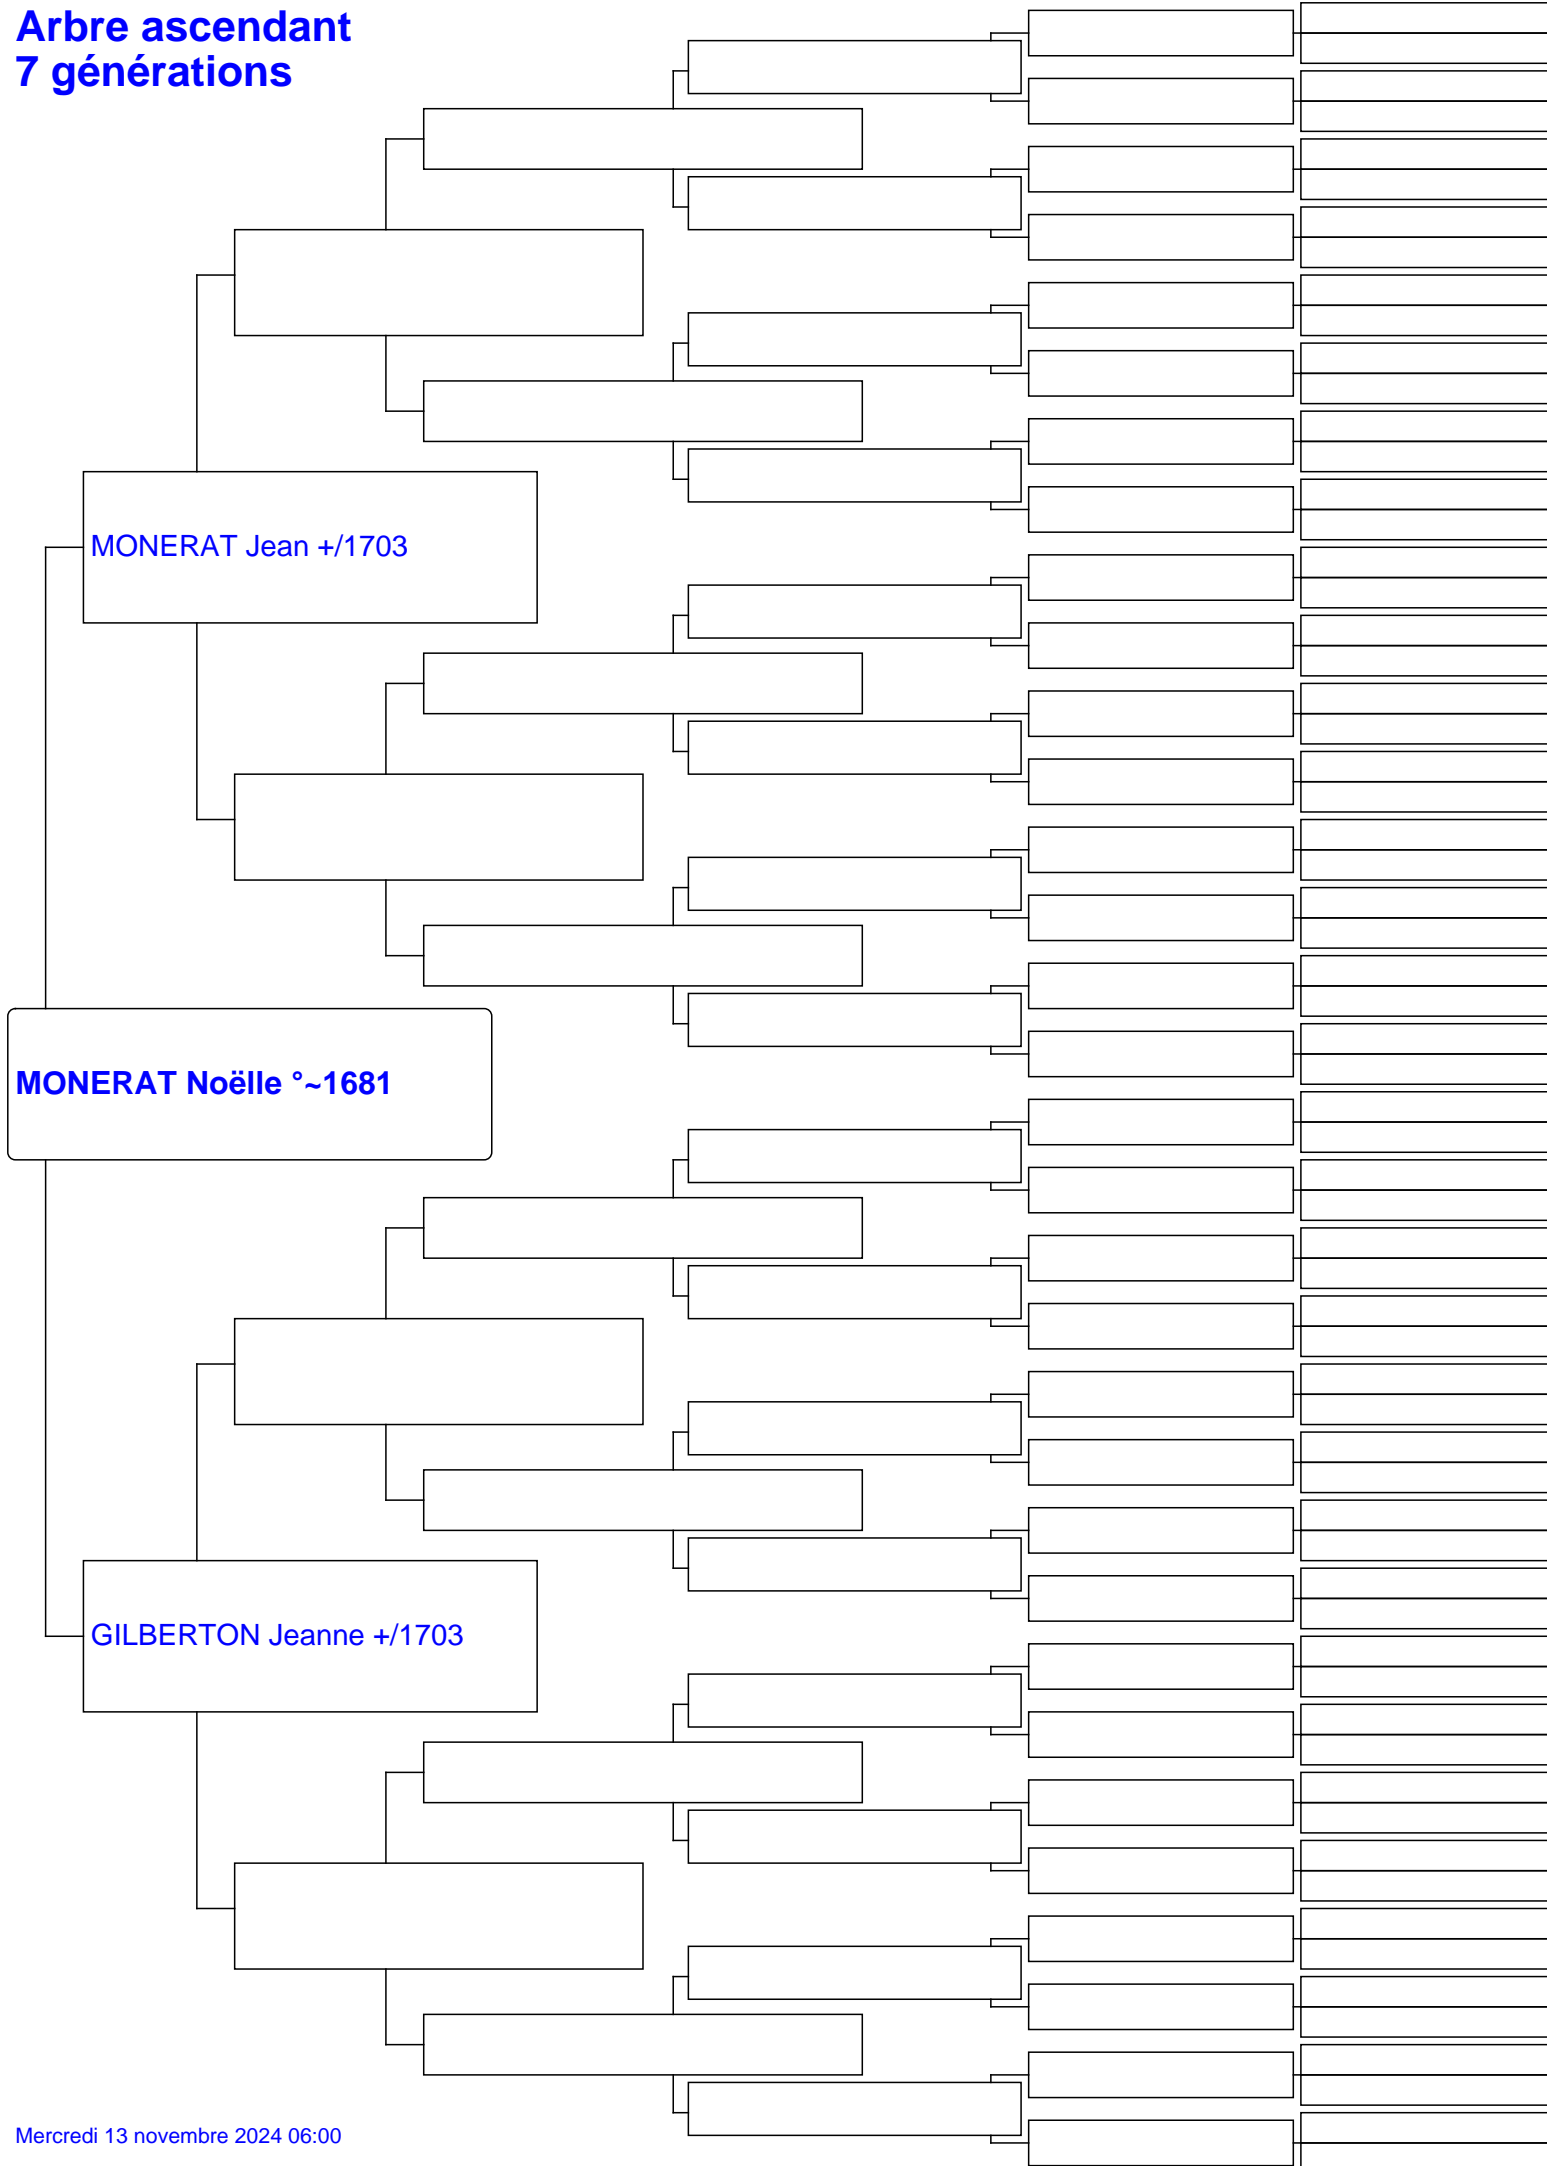 Arbre ascendant
7 générations
MONERAT Jean +/1703
MONERAT Noëlle °~1681
GILBERTON Jeanne +/1703
Mercredi 13 novembre 2024 06:00